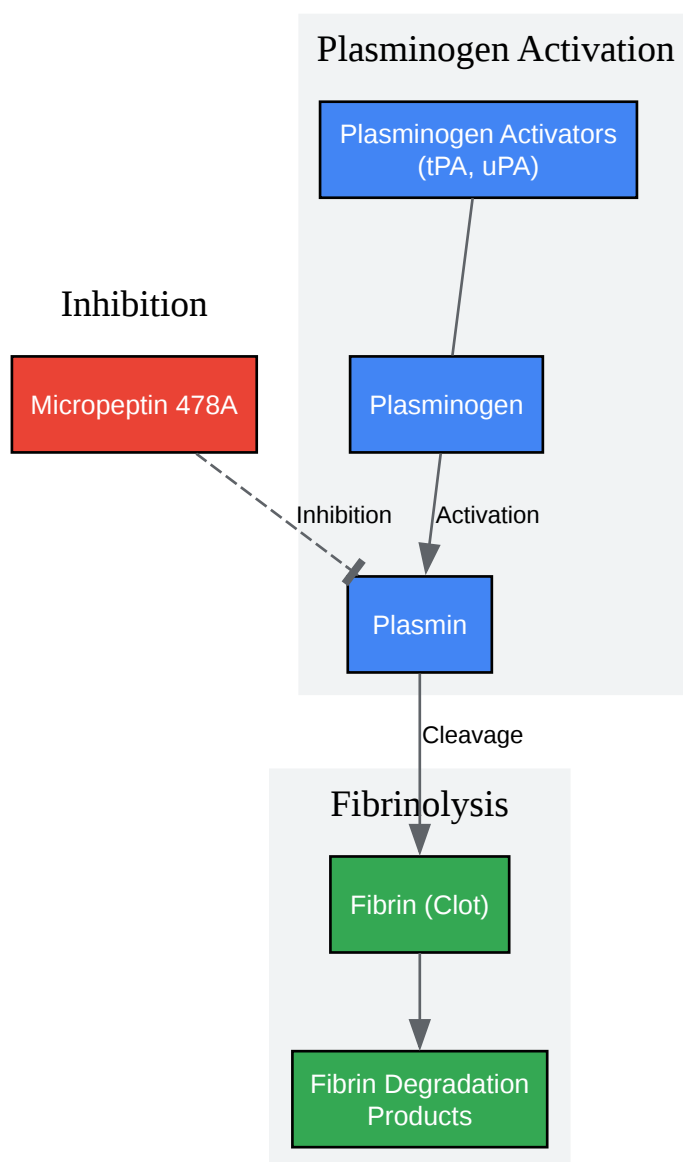 Plasminogen Activation
Plasminogen Activators
(tPA, uPA)
Inhibition
Micropeptin 478A
Plasminogen
Inhibition
Activation
Plasmin
Cleavage
Fibrinolysis
Fibrin (Clot)
Fibrin Degradation
Products